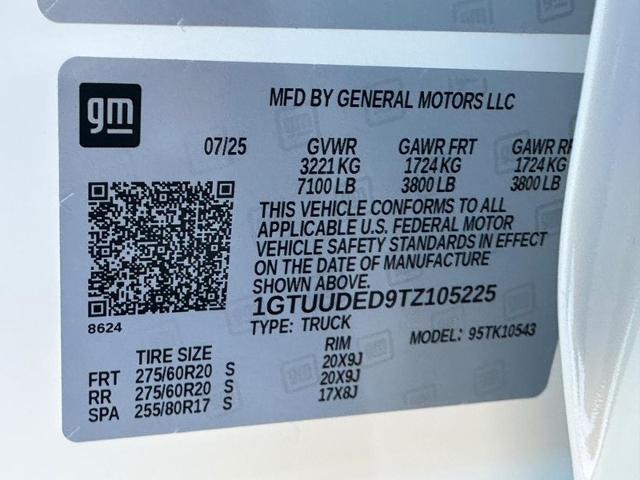 gm
MFD BY GENERAL MOTORS LLC
07/25 GVWR GAWR FRT GAWR RR
3221 KG 1724 KG 1724 KG
7100 LB 3800 LB 3800 LB
THIS VEHICLE CONFORMS TO ALL
APPLICABLE U.S. FEDERAL MOTOR
VEHICLE SAFETY STANDARDS IN EFFECT
ON THE DATE OF MANUFACTURE
SHOWN ABOVE.
1GTUUDED9TZ105225
8624
TYPE: TRUCK MODEL: 95TK10543
TIRE SIZE RIM
FRT 275/60R20 S 20X9J
RR 275/60R20 S 20X9J
SPA 255/80R17 S 17X8J